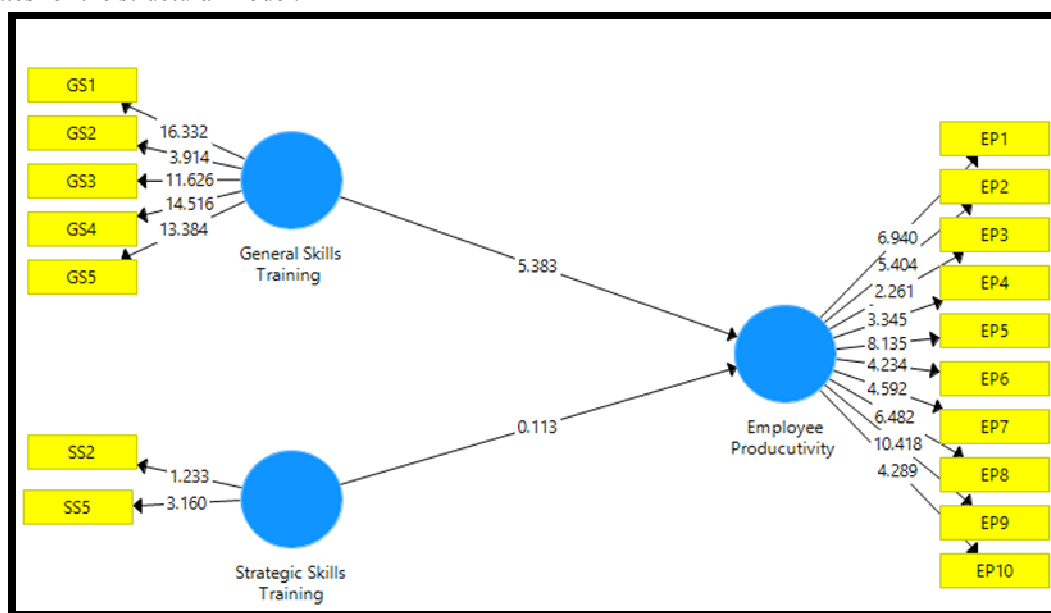 GS1
GS2
GS3
GS4
GS5
16.332
3.914
11.626
14.516
13.384
General Skills
Training
5.383
SS2
SS5
1.233
3.160
Strategic Skills
Training
0.113
Employee
Producutivity
6.940
5.404
2.261
3.345
8.135
4.234
4.592
6.482
10.418
4.289
EP1
EP2
EP3
EP4
EP5
EP6
EP7
EP8
EP9
EP10